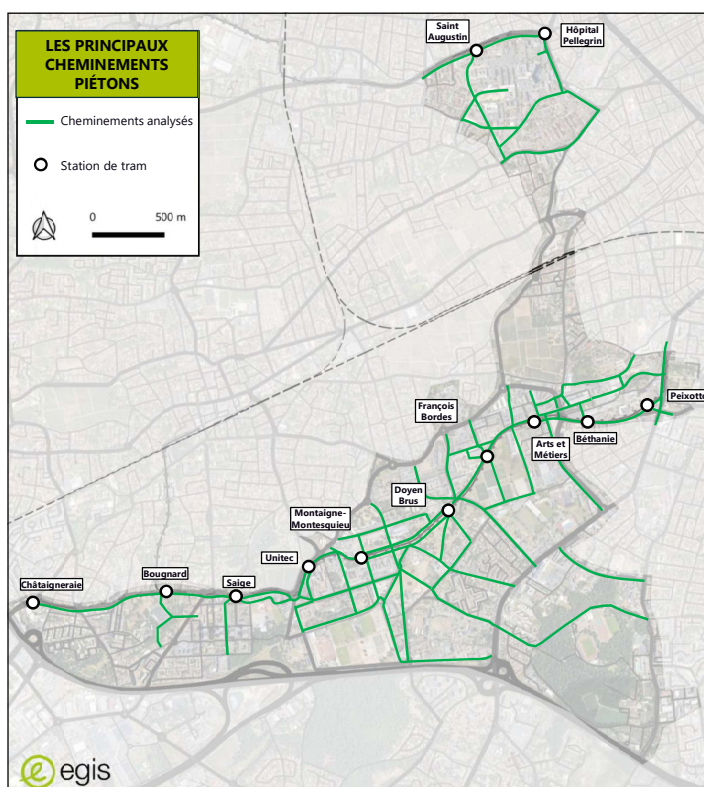 LES PRINCIPAUX
CHEMINEMENTS
PIÉTONS
Cheminements analysés
Station de tram
0 500 m
Saint
Augustin
Hôpital
Pellegrin
François
Bordes
Peixotto
Arts et
Métiers
Béthanie
Doyen
Brus
Montaigne-
Montesquieu
Unitec
Bougnard
Saige
Châtaigneraie
egis